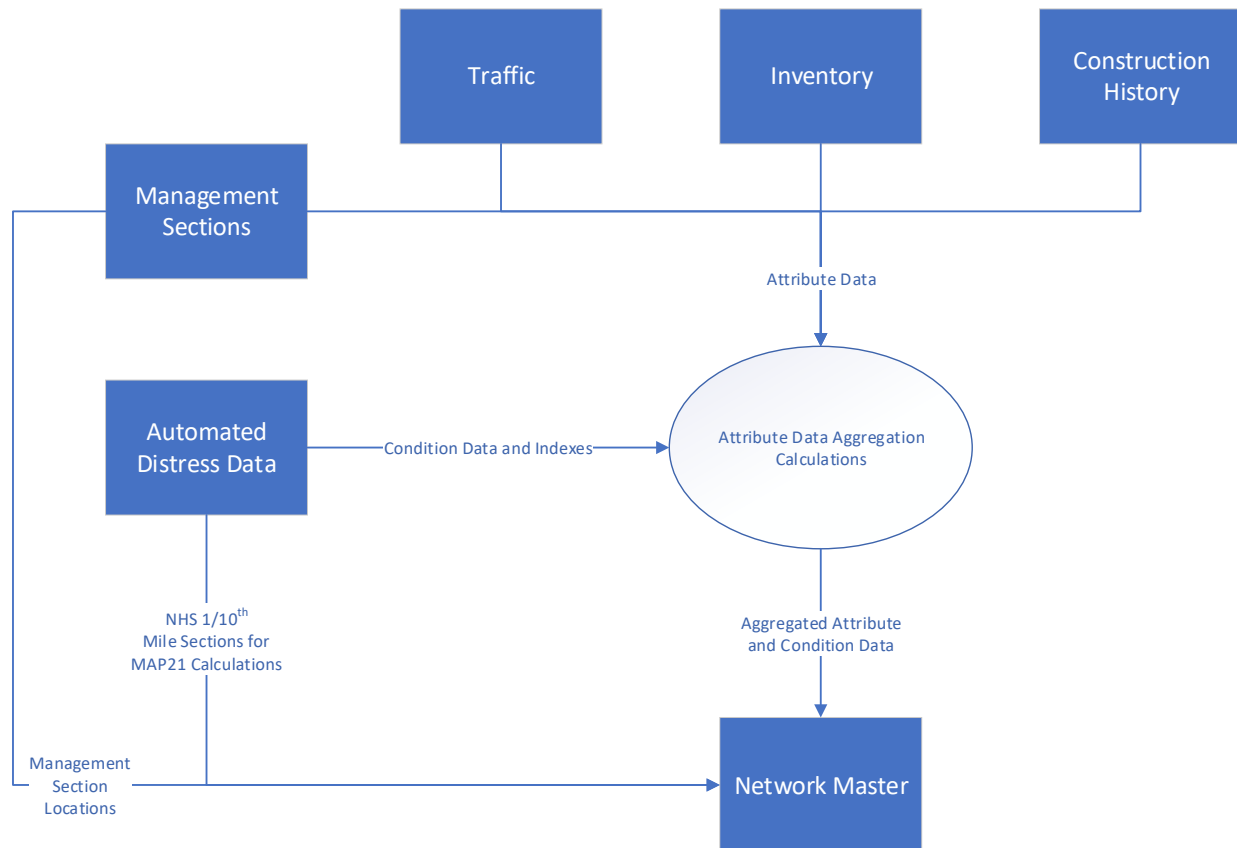 Traffic
Inventory
Construction
History
Management
Sections
Attribute Data
Automated
Distress Data
Condition Data and Indexes
Attribute Data Aggregation
Calculations
NHS 1/10th
Mile Sections for
MAP21 Calculations
Aggregated Attribute
and Condition Data
Management
Section
Locations
Network Master